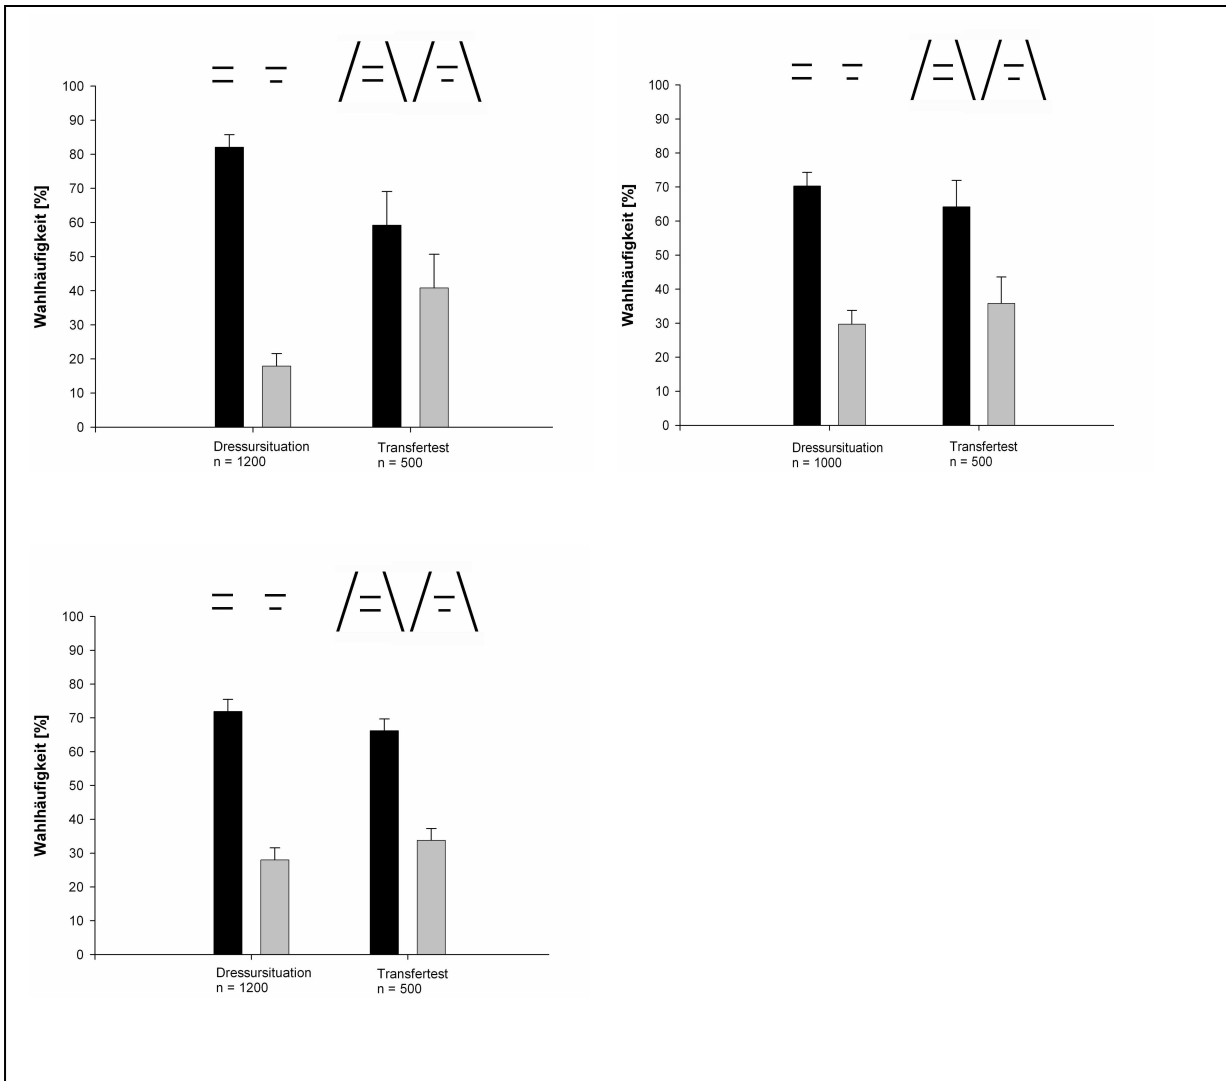 100
90
80
70
60
50
40
30
20
10
0
Wahlhäufigkeit [%]
Dressursituation
n = 1200
Transfertest
n = 500
100
90
80
70
60
50
40
30
20
10
0
Wahlhäufigkeit [%]
Dressursituation
n = 1000
Transfertest
n = 500
100
90
80
70
60
50
40
30
20
10
0
Wahlhäufigkeit [%]
Dressursituation
n = 1200
Transfertest
n = 500